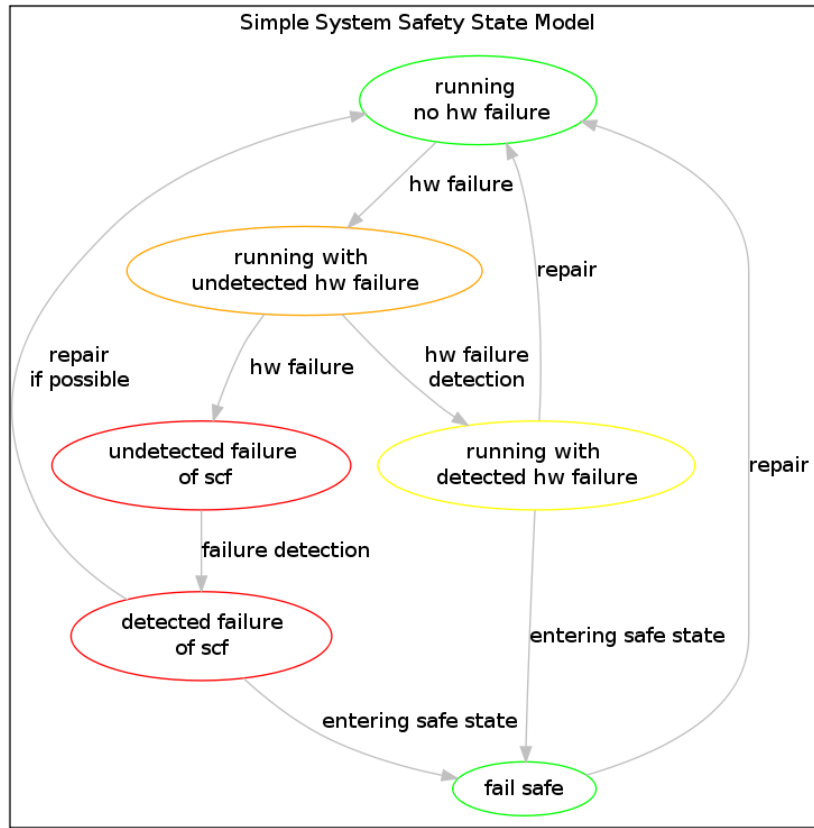 Simple System Safety State Model
running
no hw failure
hw failure
running with
undetected hw failure
repair
repair
if possible
hw failure
hw failure
detection
undetected failure
of scf
running with
detected hw failure
repair
failure detection
detected failure
of scf
entering safe state
entering safe state
fail safe